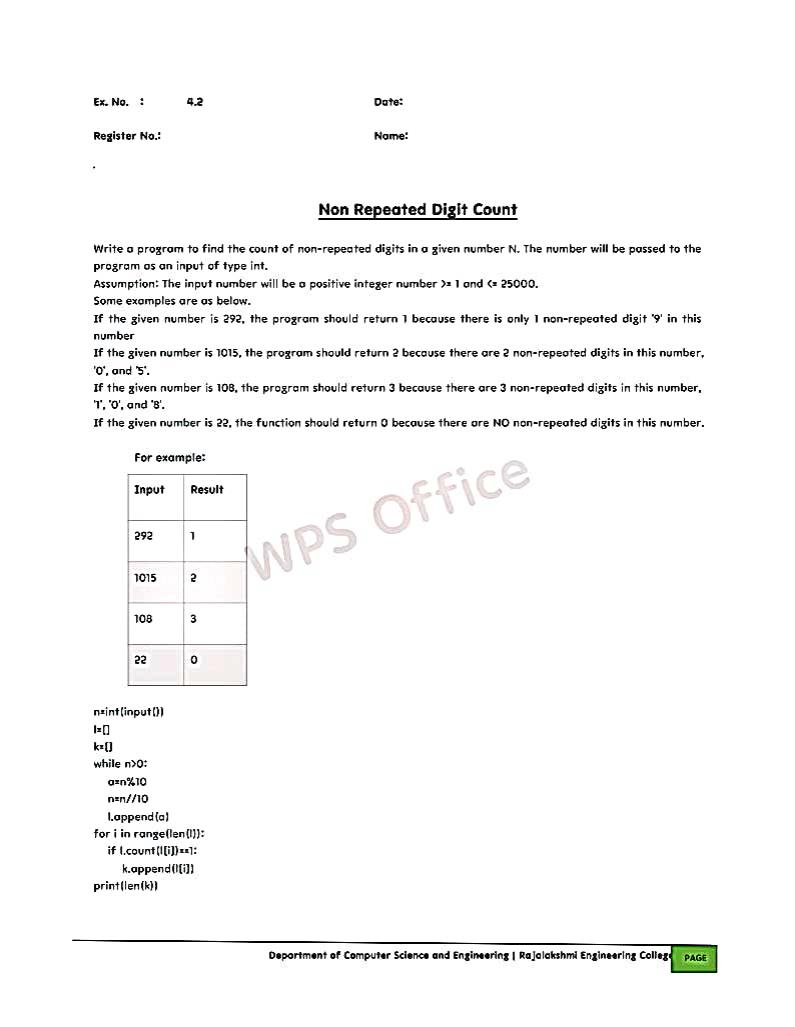 Ex. No. : 4.2 Date:
Register No.: Name:
.
Non Repeated Digit Count
Write a program to find the count of non-repeated digits in a given number N. The number will be passed to the
program as an input of type int.
Assumption: The input number will be a positive integer number >= 1 and <= 25000.
Some examples are as below.
If the given number is 292, the program should return 1 because there is only 1 non-repeated digit '9' in this
number
If the given number is 1015, the program should return 2 because there are 2 non-repeated digits in this number,
'0', and '5'.
If the given number is 108, the program should return 3 because there are 3 non-repeated digits in this number,
'1', '0', and '8'.
If the given number is 22, the function should return 0 because there are NO non-repeated digits in this number.
For example:
Input Result
292 1
1015 2
108 3
22 0
WPS Office
n=int(input())
l=[]
k=[]
while n>0:
a=n%10
n=n//10
l.append(a)
for i in range(len(l)):
if l.count(l[i])==1:
k.append(l[i])
print(len(k))
Department of Computer Science and Engineering | Rajalakshmi Engineering College
PAGE